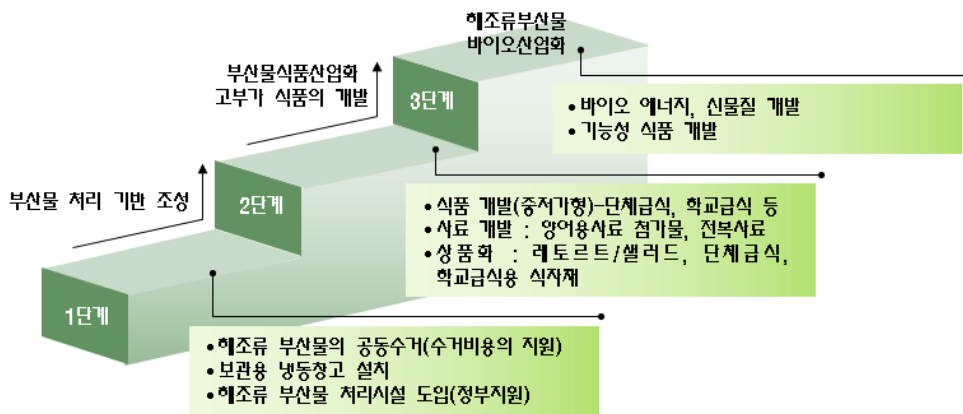 해조류부산물
바이오산업화
부산물식품산업화
고부가 식품의 개발
3단계
• 바이오 에너지, 신물질 개발
• 기능성 식품 개발
부산물 처리 기반 조성
2단계
• 식품 개발(중저가형)-단체급식, 학교급식 등
• 사료 개발 : 양어용사료 첨가물, 전복사료
• 상품화 : 레토르트/샐러드, 단체급식,
학교급식용 식자재
1단계
• 해조류 부산물의 공동수거(수거비용의 지원)
• 보관용 냉동창고 설치
• 해조류 부산물 처리시설 도입(정부지원)